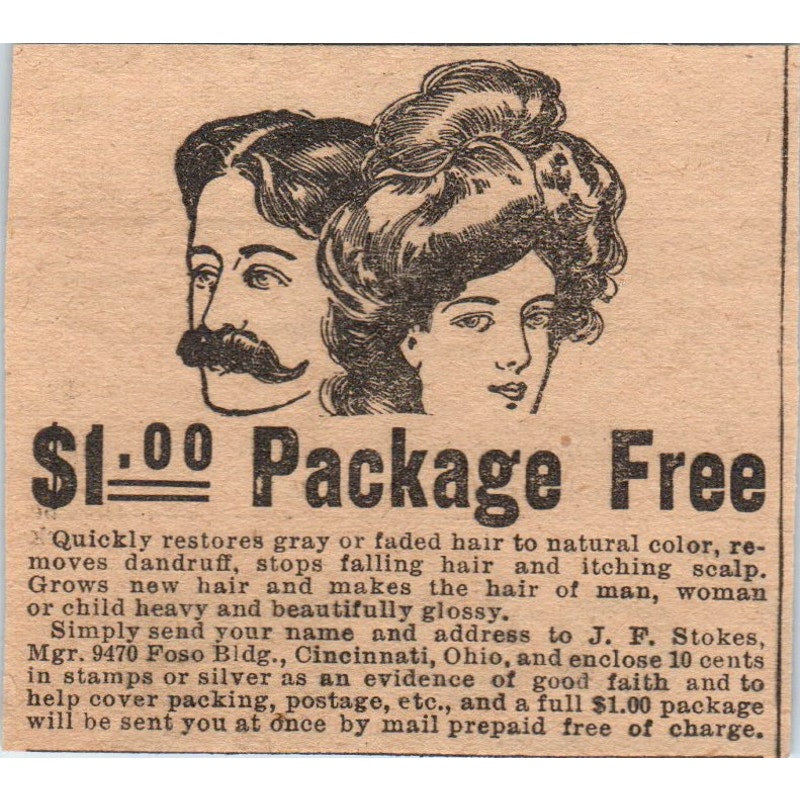 $1.00 Package Free
Quickly restores gray or faded hair to natural color, re-
moves dandruff, stops falling hair and itching scalp.
Grows new hair and makes the hair of man, woman
or child heavy and beautifully glossy.
Simply send your name and address to J. F. Stokes,
Mgr. 9470 Foso Bldg., Cincinnati, Ohio, and enclose 10 cents
in stamps or silver as an evidence of good faith and to
help cover packing, postage, etc., and a full $1.00 package
will be sent you at once by mail prepaid free of charge.